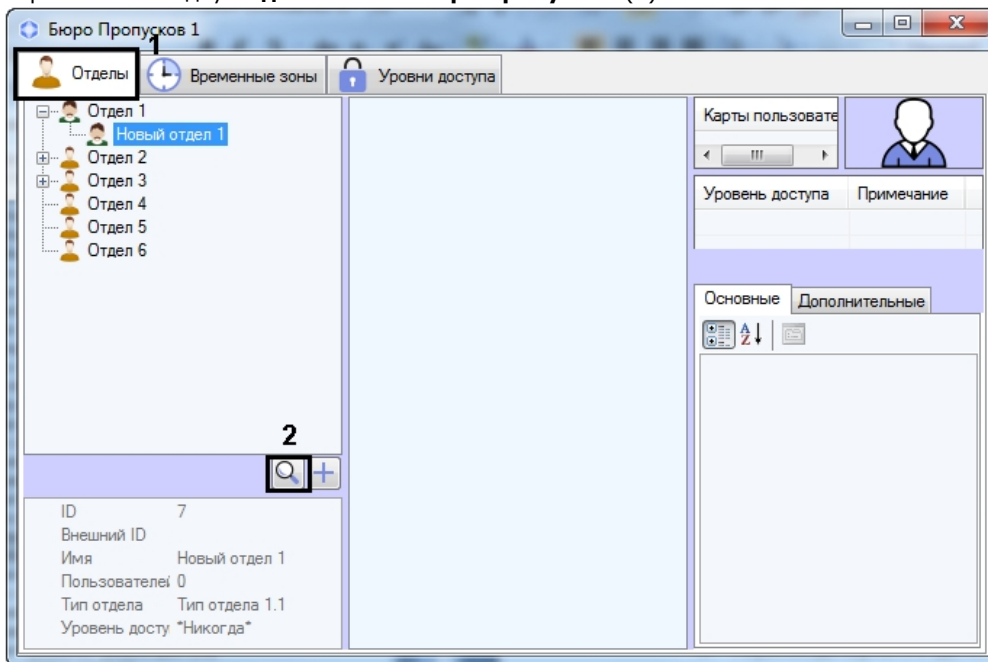 Бюро Пропусков 1
1
Отделы
Временные зоны
Уровни доступа
Отдел 1
Новый отдел 1
Отдел 2
Отдел 3
Отдел 4
Отдел 5
Отдел 6
2
ID 7
Внешний ID
Имя Новый отдел 1
Пользователей 0
Тип отдела Тип отдела 1.1
Уровень досту "Никогда"
Карты пользовате
Уровень доступа Примечание
Основные Дополнительные